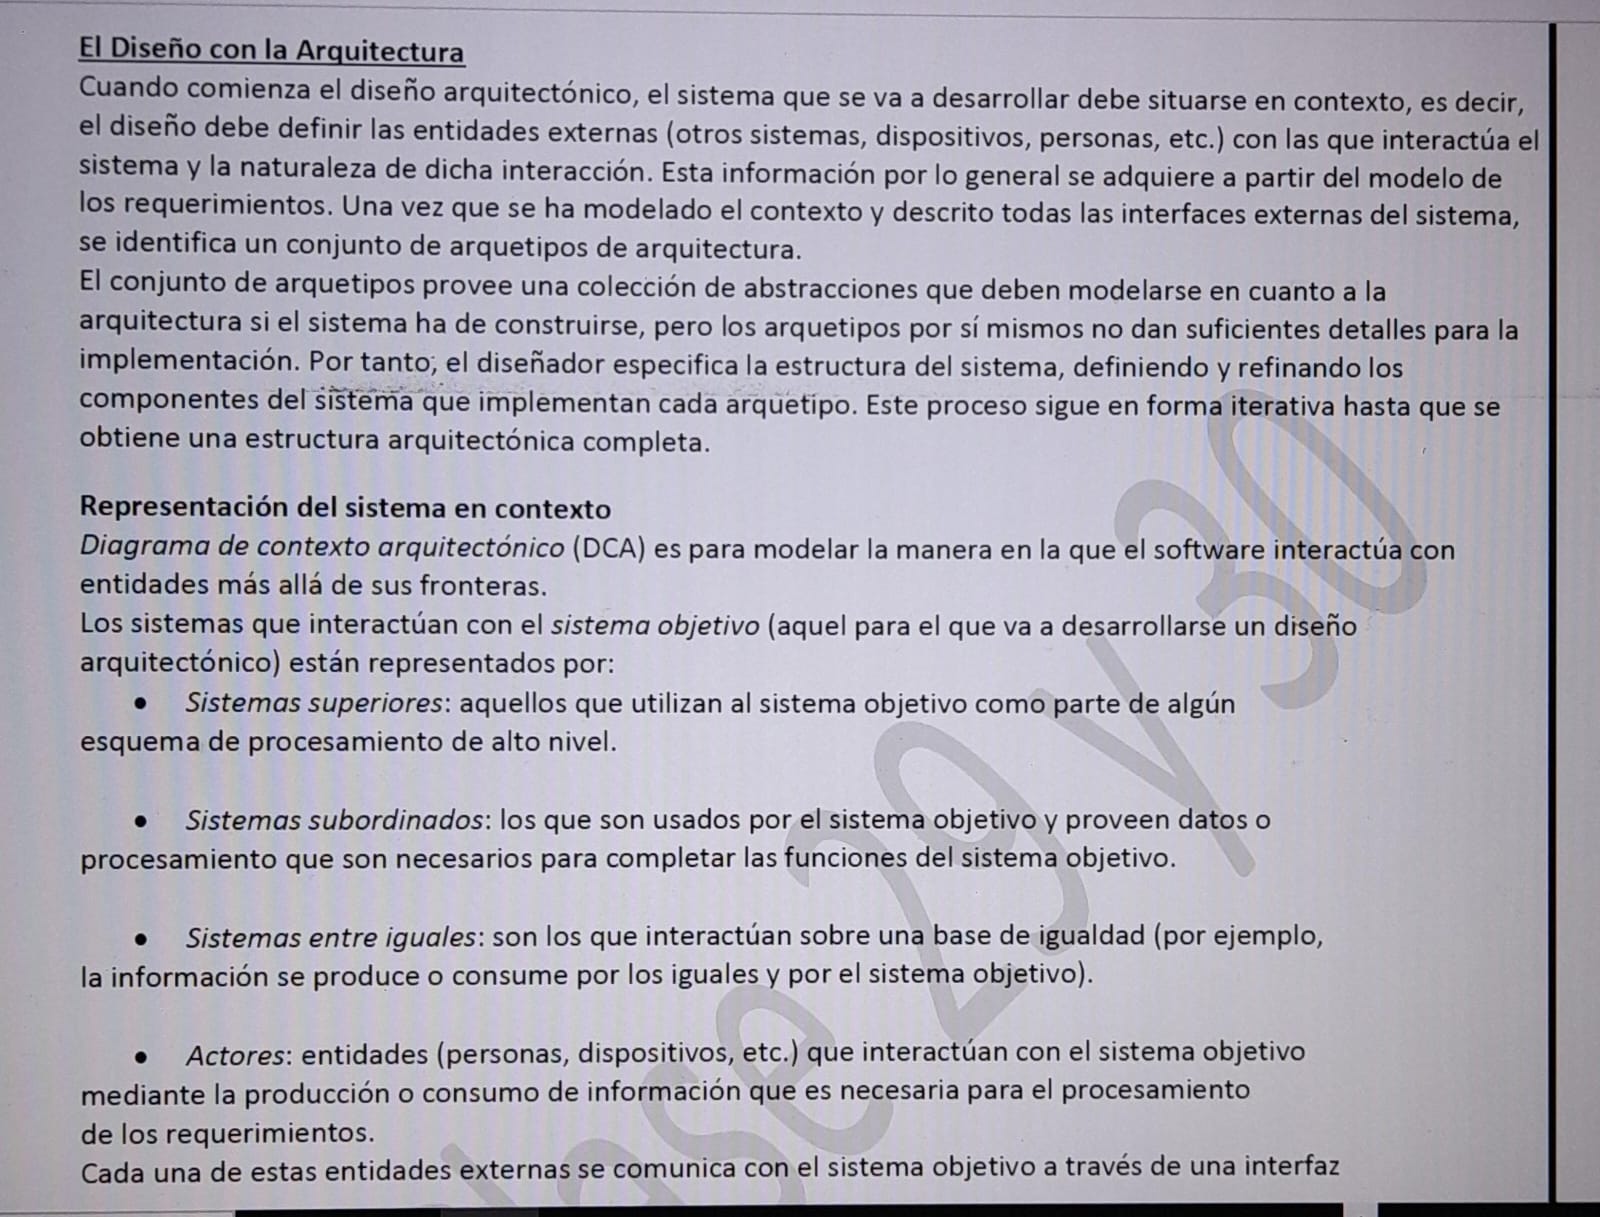 El Diseño con la Arquitectura
Cuando comienza el diseño arquitectónico, el sistema que se va a desarrollar debe situarse en contexto, es decir,
el diseño debe definir las entidades externas (otros sistemas, dispositivos, personas, etc.) con las que interactúa el
sistema y la naturaleza de dicha interacción. Esta información por lo general se adquiere a partir del modelo de
los requerimientos. Una vez que se ha modelado el contexto y descrito todas las interfaces externas del sistema,
se identifica un conjunto de arquetipos de arquitectura.
El conjunto de arquetipos provee una colección de abstracciones que deben modelarse en cuanto a la
arquitectura si el sistema ha de construirse, pero los arquetipos por sí mismos no dan suficientes detalles para la
implementación. Por tanto, el diseñador especifica la estructura del sistema, definiendo y refinando los
componentes del sistema que implementan cada arquetipo. Este proceso sigue en forma iterativa hasta que se
obtiene una estructura arquitectónica completa.
Representación del sistema en contexto
Diagrama de contexto arquitectónico (DCA) es para modelar la manera en la que el software interactúa con
entidades más allá de sus fronteras.
Los sistemas que interactúan con el sistema objetivo (aquel para el que va a desarrollarse un diseño
arquitectónico) están representados por:
• Sistemas superiores: aquellos que utilizan al sistema objetivo como parte de algún
esquema de procesamiento de alto nivel.
• Sistemas subordinados: los que son usados por el sistema objetivo y proveen datos o
procesamiento que son necesarios para completar las funciones del sistema objetivo.
• Sistemas entre iguales: son los que interactúan sobre una base de igualdad (por ejemplo,
la información se produce o consume por los iguales y por el sistema objetivo).
• Actores: entidades (personas, dispositivos, etc.) que interactúan con el sistema objetivo
mediante la producción o consumo de información que es necesaria para el procesamiento
de los requerimientos.
Cada una de estas entidades externas se comunica con el sistema objetivo a través de una interfaz
lase 29 y 30